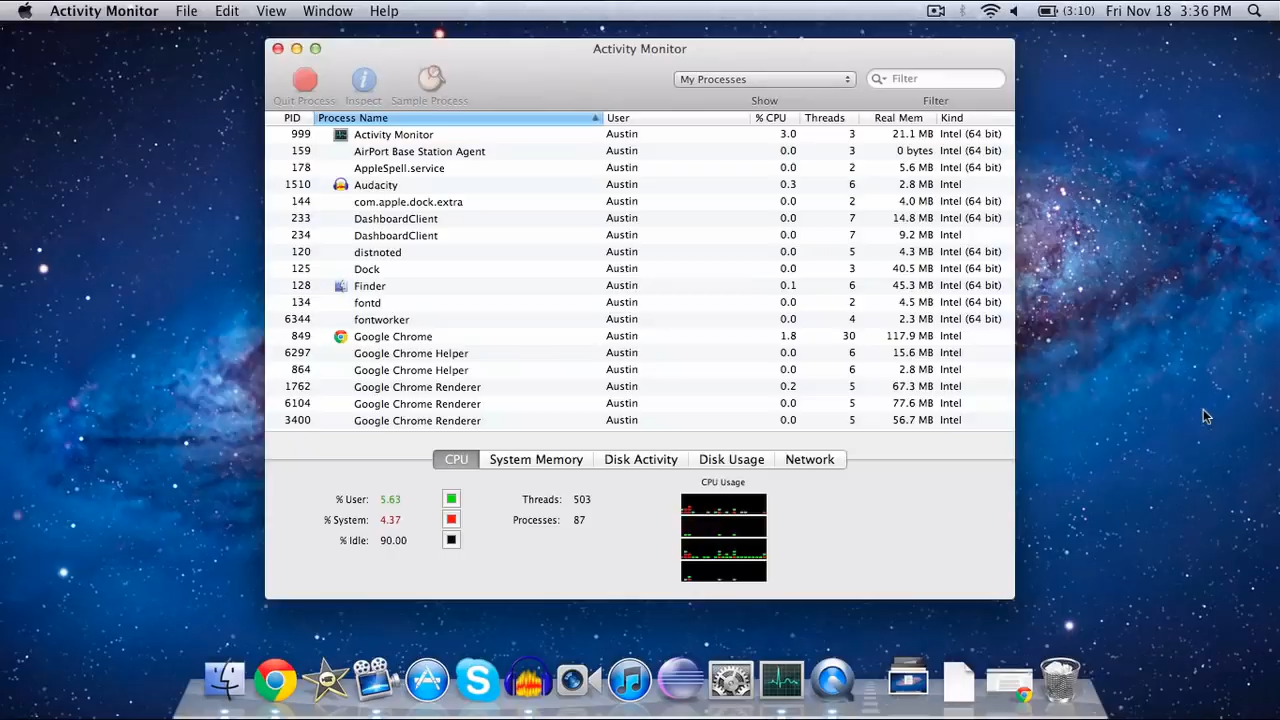 Activity Monitor File Edit View Window Help (3:10) Fri Nov 18 3:36 PM
Activity Monitor
My Processes Filter
Quit Process Inspect Sample Process Show Filter
PID Process Name User % CPU Threads Real Mem Kind
999 Activity Monitor Austin 3.0 3 21.1 MB Intel (64 bit)
159 AirPort Base Station Agent Austin 0.0 3 0 bytes Intel (64 bit)
178 AppleSpell.service Austin 0.0 2 5.6 MB Intel (64 bit)
1510 Audacity Austin 0.3 6 2.8 MB Intel
144 com.apple.dock.extra Austin 0.0 2 4.0 MB Intel (64 bit)
233 DashboardClient Austin 0.0 7 14.8 MB Intel (64 bit)
234 DashboardClient Austin 0.0 7 9.2 MB Intel
120 distnoted Austin 0.0 5 4.3 MB Intel (64 bit)
125 Dock Austin 0.0 3 40.5 MB Intel (64 bit)
128 Finder Austin 0.1 6 45.3 MB Intel (64 bit)
134 fontd Austin 0.0 2 4.5 MB Intel (64 bit)
6344 fontworker Austin 0.0 4 2.3 MB Intel (64 bit)
849 Google Chrome Austin 1.8 30 117.9 MB Intel
6297 Google Chrome Helper Austin 0.0 6 15.6 MB Intel
864 Google Chrome Helper Austin 0.0 6 2.8 MB Intel
1762 Google Chrome Renderer Austin 0.2 5 67.3 MB Intel
6104 Google Chrome Renderer Austin 0.0 5 77.6 MB Intel
3400 Google Chrome Renderer Austin 0.0 5 56.7 MB Intel
CPU System Memory Disk Activity Disk Usage Network
CPU Usage
% User: 5.63 Threads: 503
% System: 4.37 Processes: 87
% Idle: 90.00